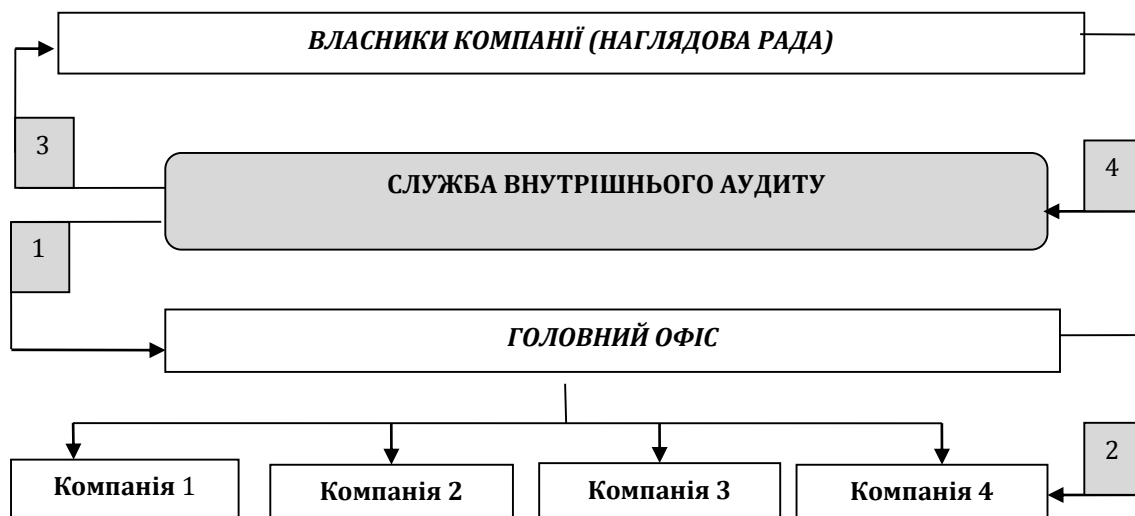 ВЛАСНИКИ КОМПАНІЇ (НАГЛЯДОВА РАДА)
3
СЛУЖБА ВНУТРІШНЬОГО АУДИТУ
4
1
ГОЛОВНИЙ ОФІС
2
Компанія 1
Компанія 2
Компанія 3
Компанія 4